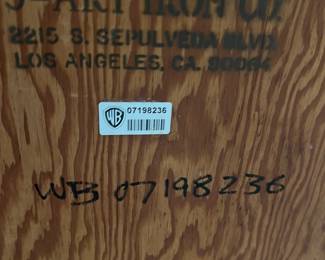 J-ART IRON CO.
2215 S. SEPULVEDA BLVD.
LOS ANGELES, CA. 90064
WB 07198236
WB 07198236